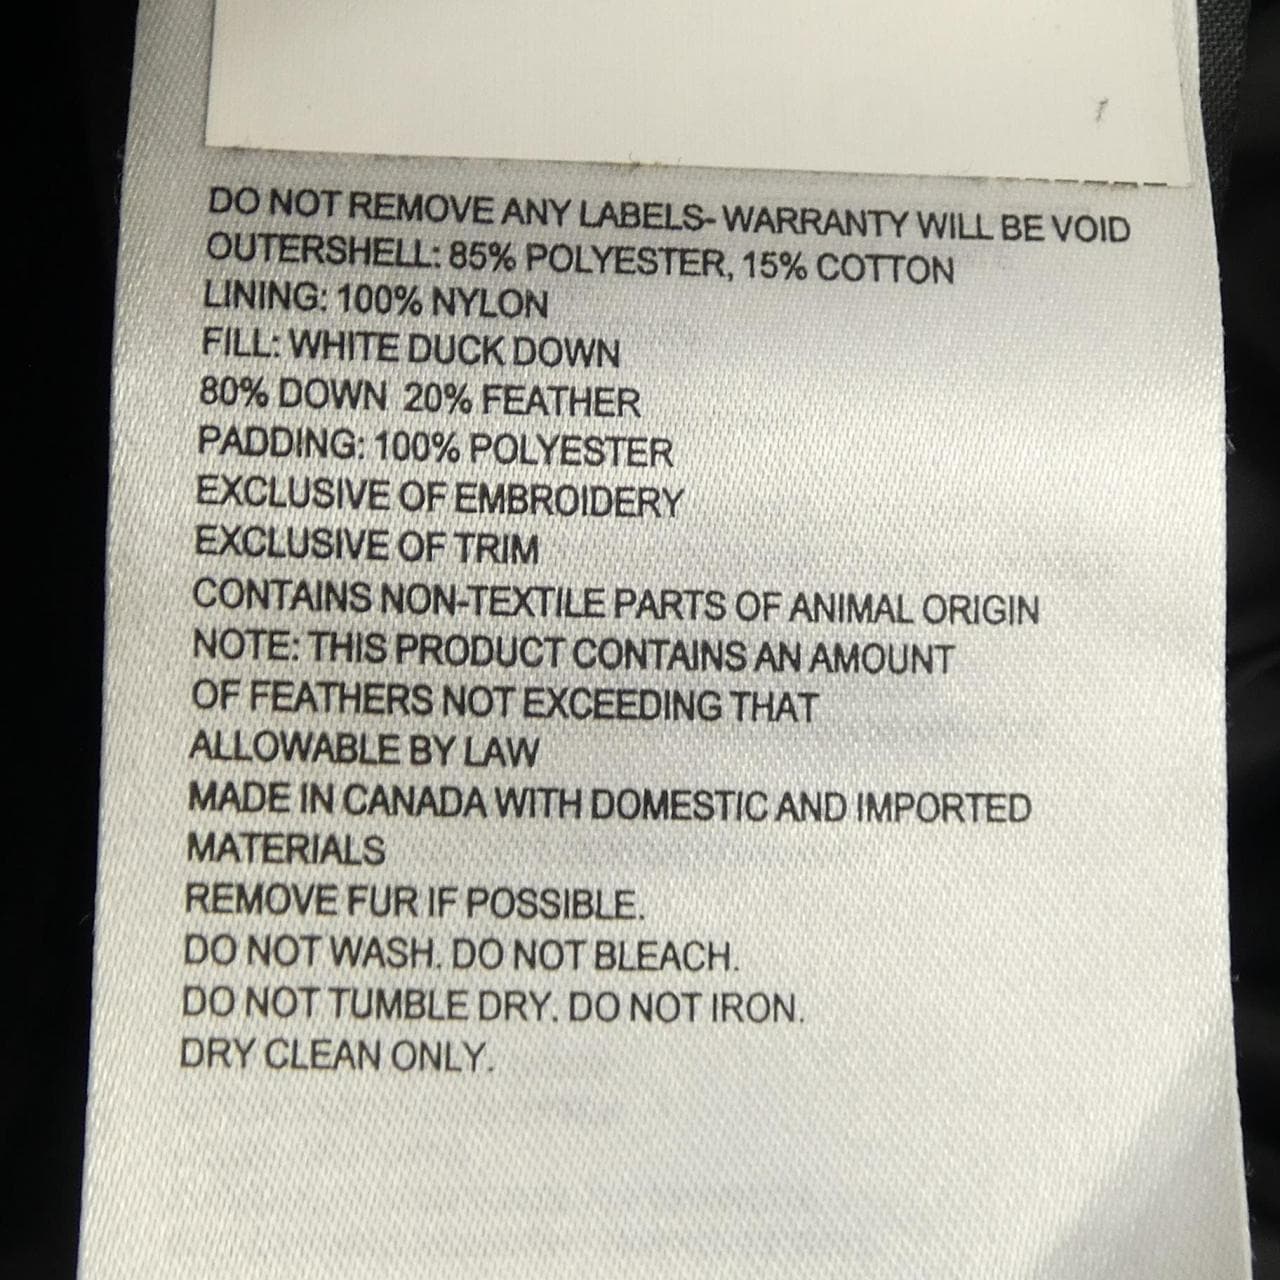 DO NOT REMOVE ANY LABELS- WARRANTY WILL BE VOID
OUTERSHELL: 85% POLYESTER, 15% COTTON
LINING: 100% NYLON
FILL: WHITE DUCK DOWN
80% DOWN 20% FEATHER
PADDING: 100% POLYESTER
EXCLUSIVE OF EMBROIDERY
EXCLUSIVE OF TRIM
CONTAINS NON-TEXTILE PARTS OF ANIMAL ORIGIN
NOTE: THIS PRODUCT CONTAINS AN AMOUNT
OF FEATHERS NOT EXCEEDING THAT
ALLOWABLE BY LAW
MADE IN CANADA WITH DOMESTIC AND IMPORTED
MATERIALS
REMOVE FUR IF POSSIBLE.
DO NOT WASH. DO NOT BLEACH.
DO NOT TUMBLE DRY. DO NOT IRON.
DRY CLEAN ONLY.